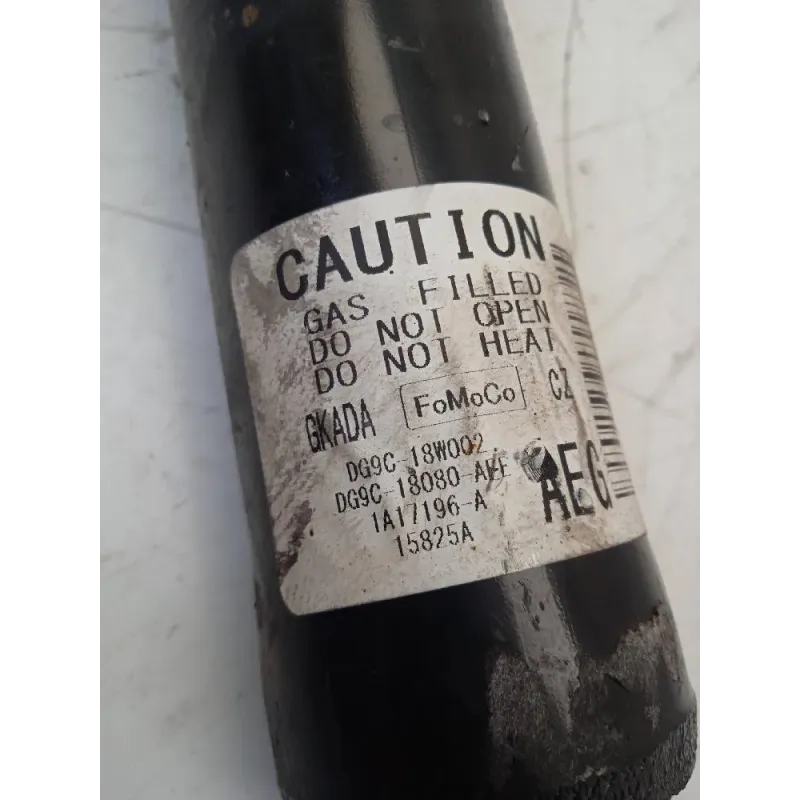 CAUTION
GAS FILLED
DO NOT OPEN
DO NOT HEAT
GKADA FoMoCo CZ
DG9C-18W002
DG9C-18080-AEE
AEG
1A17196-A
15825A